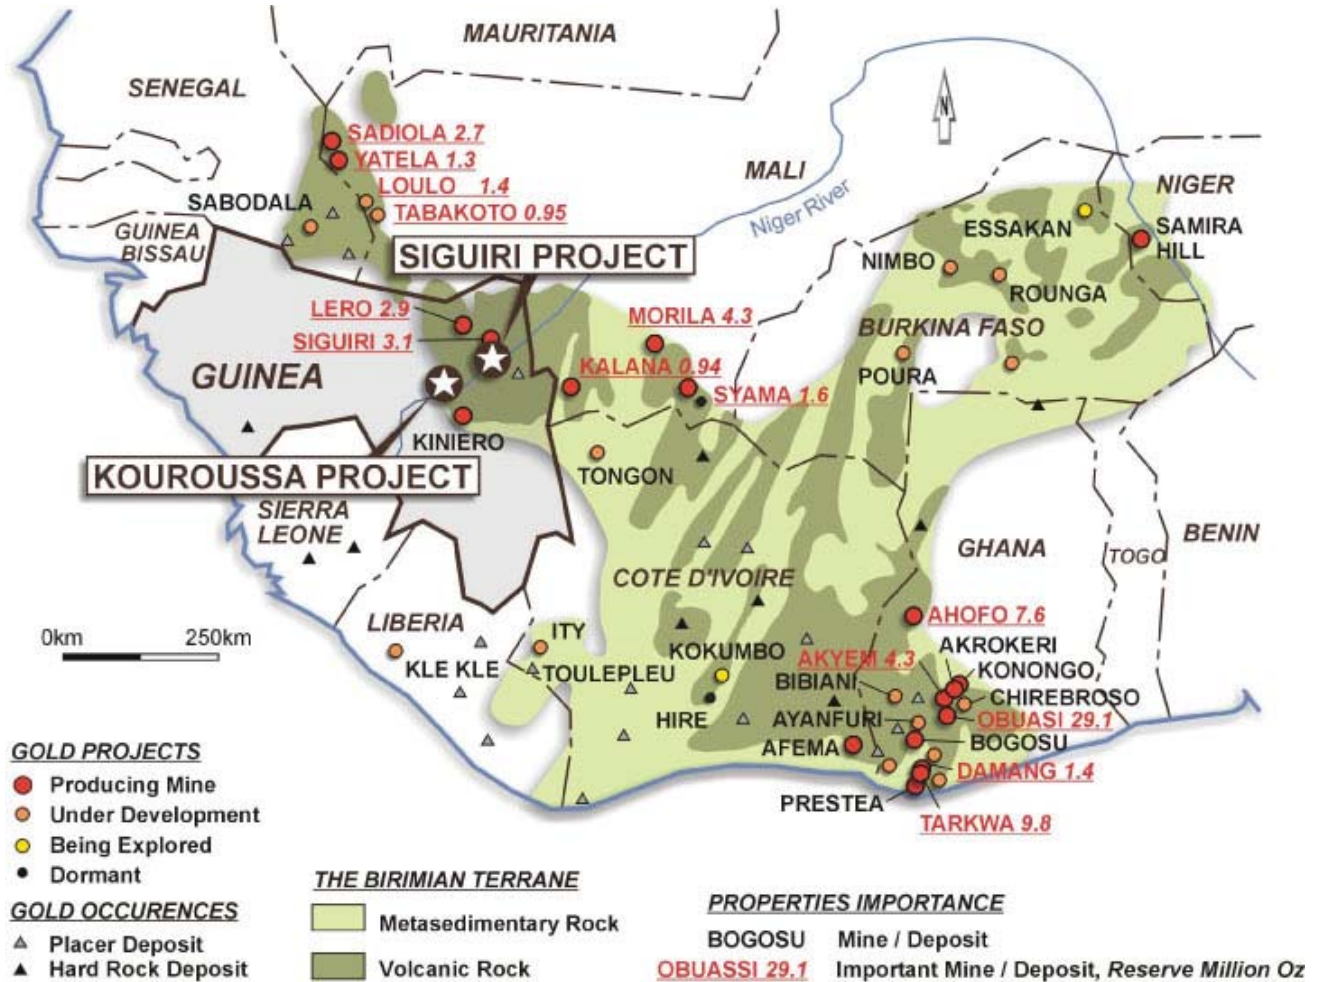 MAURITANIA
SENEGAL
N
SADIOLA 2.7
YATELA 1.3
MALI
LOULO 1.4
NIGER
SABODALA
TABAKOTO 0.95
Niger River
ESSAKAN
SAMIRA
HILL
GUINEA
BISSAU
SIGUIRI PROJECT
NIMBO
ROUNGA
LERO 2.9
MORILA 4.3
BURKINA FASO
SIGUIRI 3.1
GUINEA
KALANA 0.94
POURA
SYAMA 1.6
KINIERO
KOUROUSSA PROJECT
TONGON
SIERRA
LEONE
GHANA
TOGO
BENIN
COTE D'IVOIRE
0km 250km
LIBERIA
ITY
AHOFO 7.6
KLE KLE
TOULEPLEU
KOKUMBO
AKYEM 4.3
AKROKERI
KONONGO
BIBIANI
CHIREBROSO
HIRE
AYANFURI
OBUASI 29.1
AFEMA
BOGOSU
DAMANG 1.4
PRESTEA
TARKWA 9.8
GOLD PROJECTS
Producing Mine
Under Development
Being Explored
Dormant
GOLD OCCURENCES
Placer Deposit
Hard Rock Deposit
THE BIRIMIAN TERRANE
Metasedimentary Rock
Volcanic Rock
PROPERTIES IMPORTANCE
BOGOSU Mine / Deposit
OBUASSI 29.1 Important Mine / Deposit, Reserve Million Oz